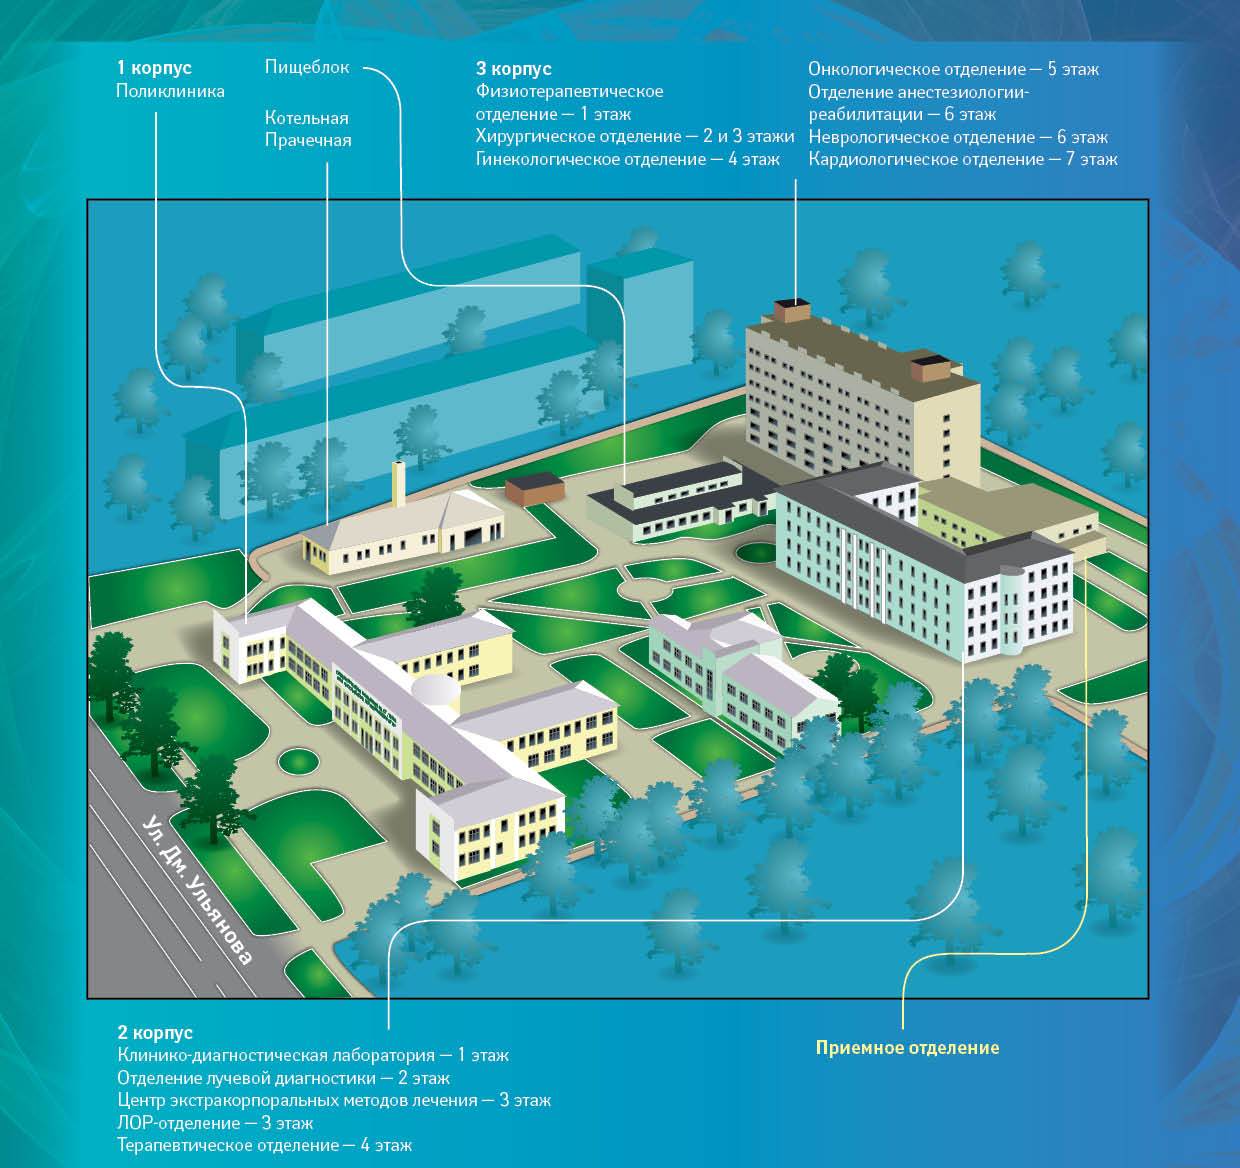 1 корпус
Поликлиника
Пищеблок
Котельная
Прачечная
3 корпус
Физиотерапевтическое
отделение — 1 этаж
Хирургическое отделение — 2 и 3 этажи
Гинекологическое отделение — 4 этаж
Онкологическое отделение — 5 этаж
Отделение анестезиологии-
реабилитации — 6 этаж
Неврологическое отделение — 6 этаж
Кардиологическое отделение — 7 этаж
Ул. Дм. Ульянова
2 корпус
Клинико-диагностическая лаборатория — 1 этаж
Отделение лучевой диагностики — 2 этаж
Центр экстракорпоральных методов лечения — 3 этаж
ЛОР-отделение — 3 этаж
Терапевтическое отделение — 4 этаж
Приемное отделение